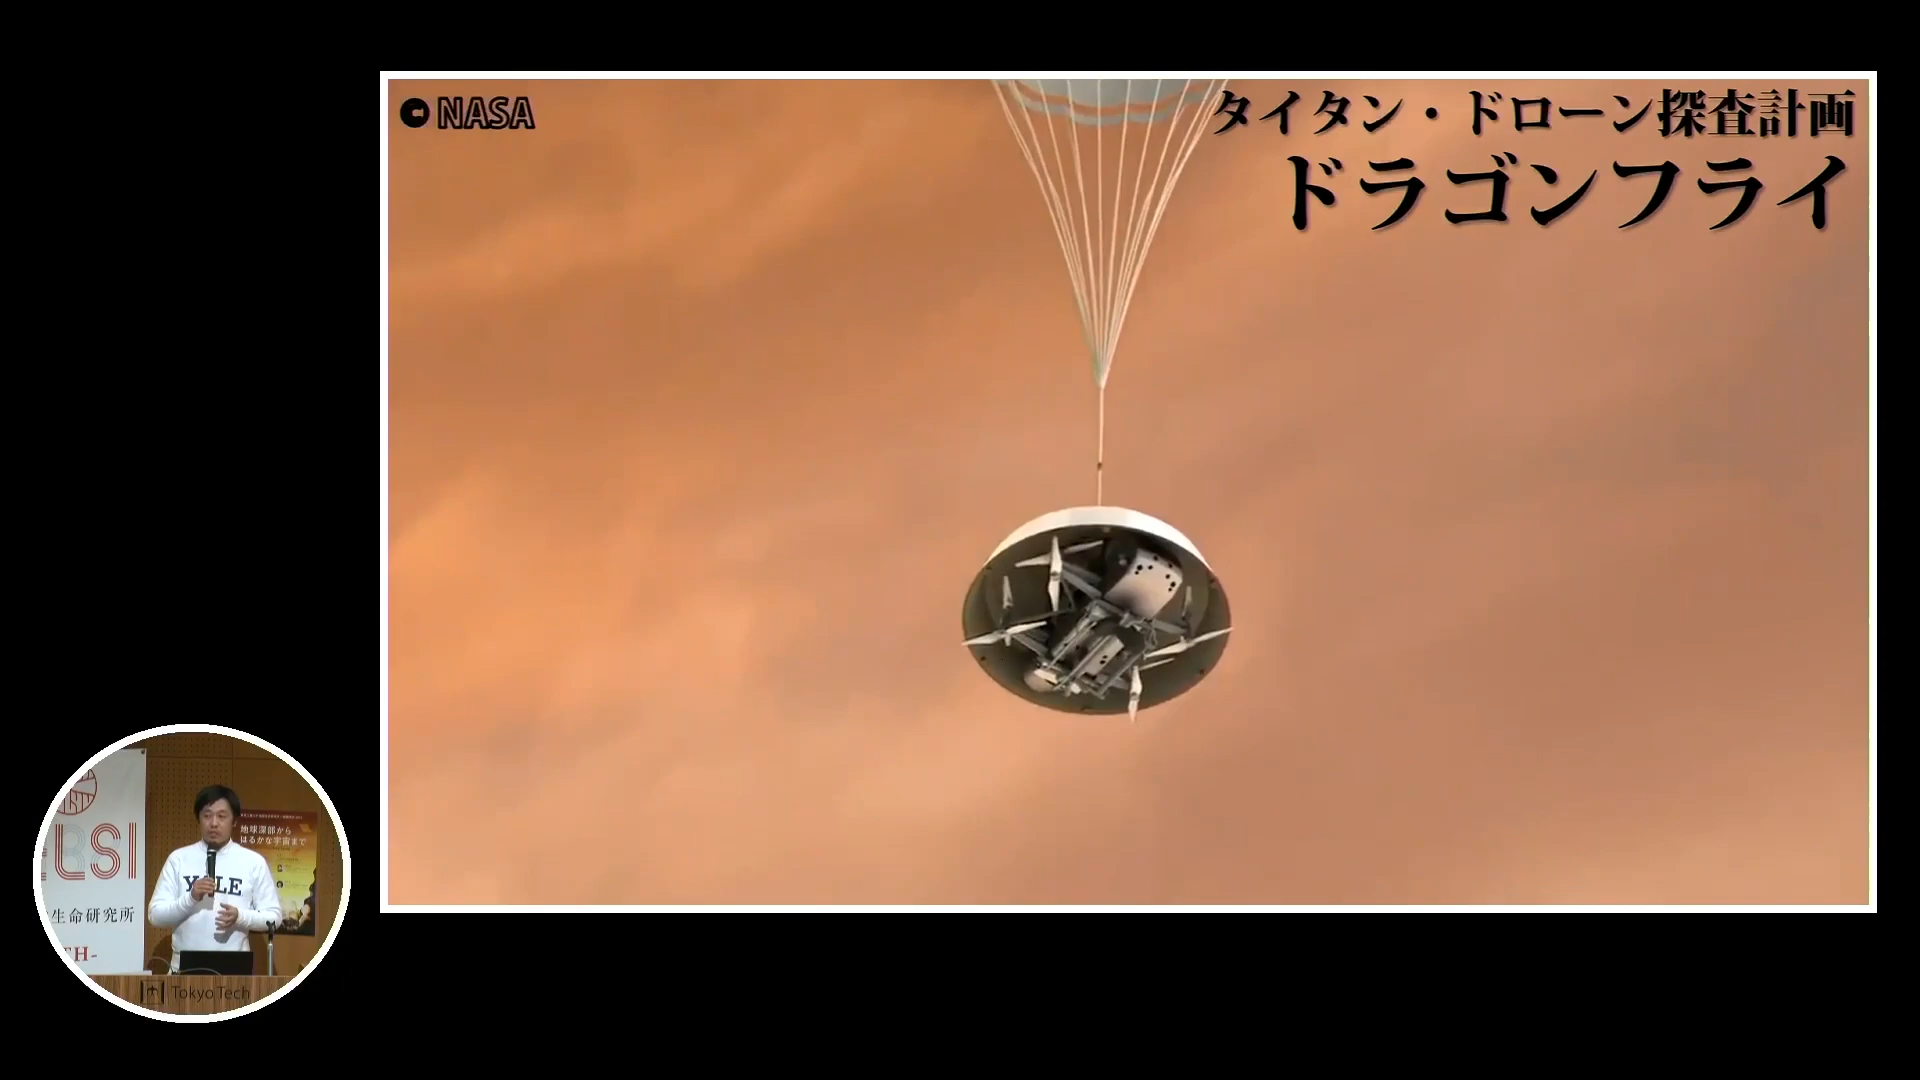 NASA
タイタン・ドローン探査計画
ドラゴンフライ
ELSI
生命研究所
TH-
地球深部から
はるかな宇宙まで
YALE
Tokyo Tech